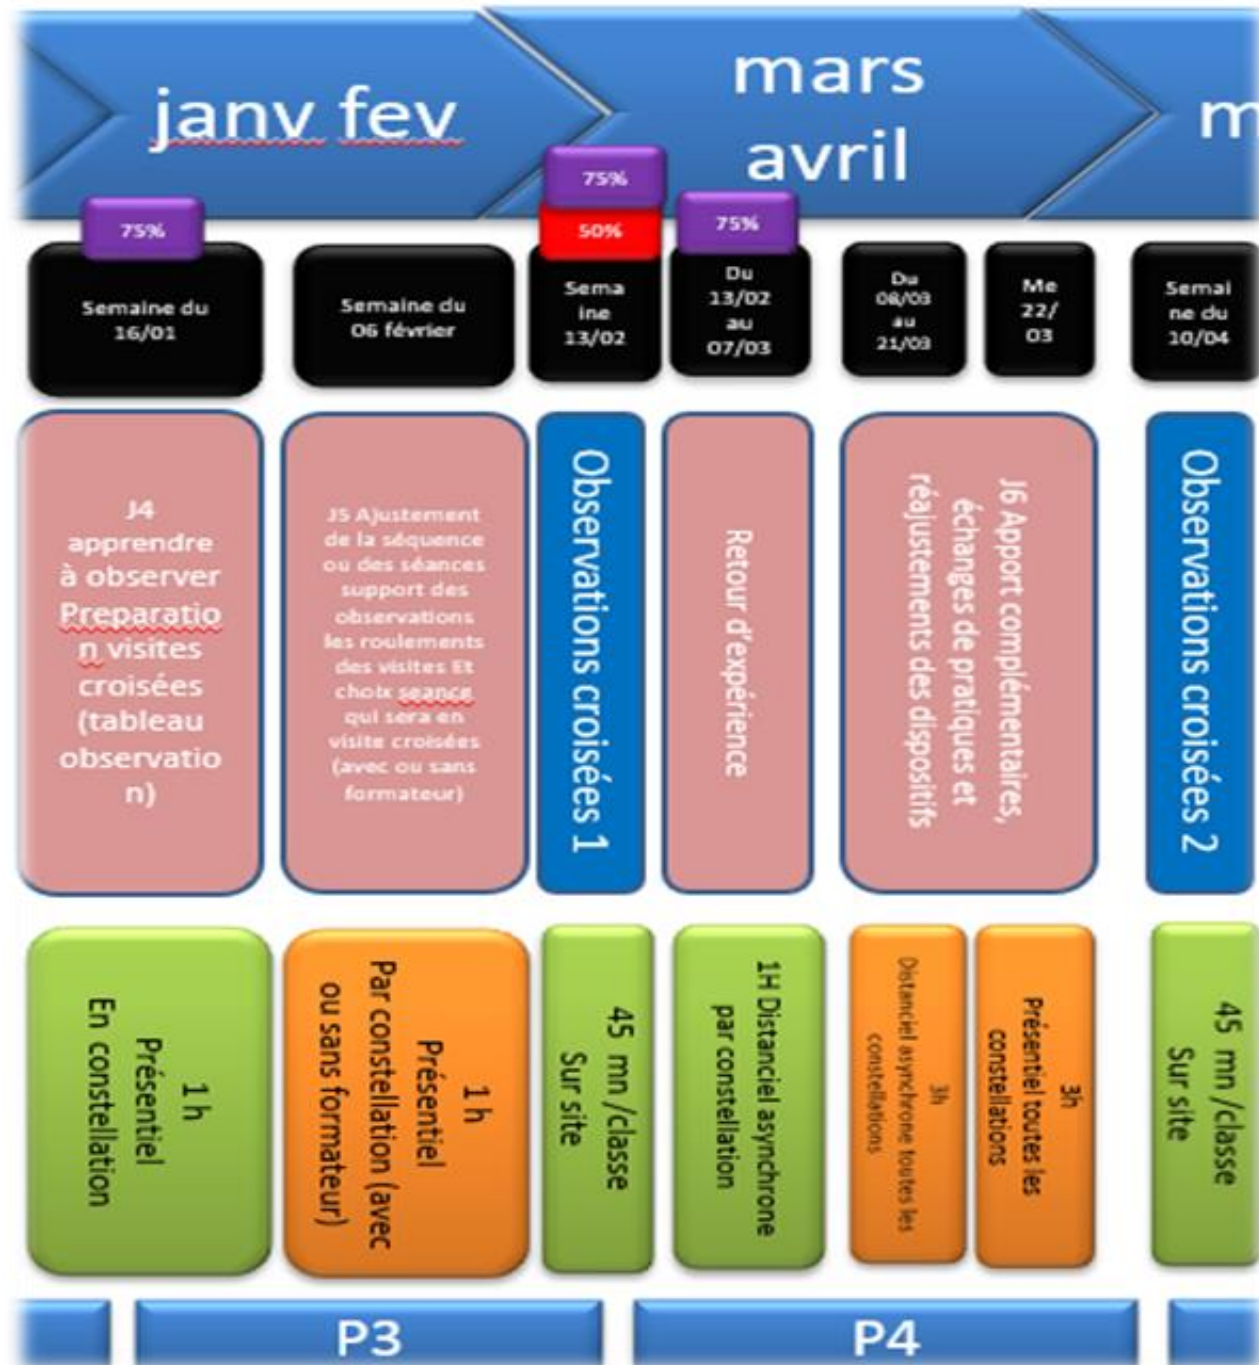 janv fev
mars
avril
m
75%
75%
50%
75%
Semaine du
16/01
Semaine du
06 février
Sema
ine
13/02
Du
13/02
au
07/03
Du
08/03
au
21/03
Me
22/
03
Semai
ne du
10/04
J4
apprendre
à observer
Preparatio
n visites
croisées
(tableau
observatio
n)
J5 Ajustement
de la séquence
ou des séances
support des
observations
les roulements
des visites Et
choix seance
qui sera en
visite croisées
(avec ou sans
formateur)
Observations croisées 1
Retour d'expérience
J6 Apport complémentaires,
échanges de pratiques et
réajustements des dispositifs
Observations croisées 2
1 h
Présentiel
En constellation
1 h
Présentiel
Par constellation (avec
ou sans formateur)
45 mn /classe
Sur site
1H Distanciel asynchrone
par constellation
3h
Distanciel asynchrone toutes les
constellations
3h
Présentiel toutes les
constellations
45 mn /classe
Sur site
P3
P4